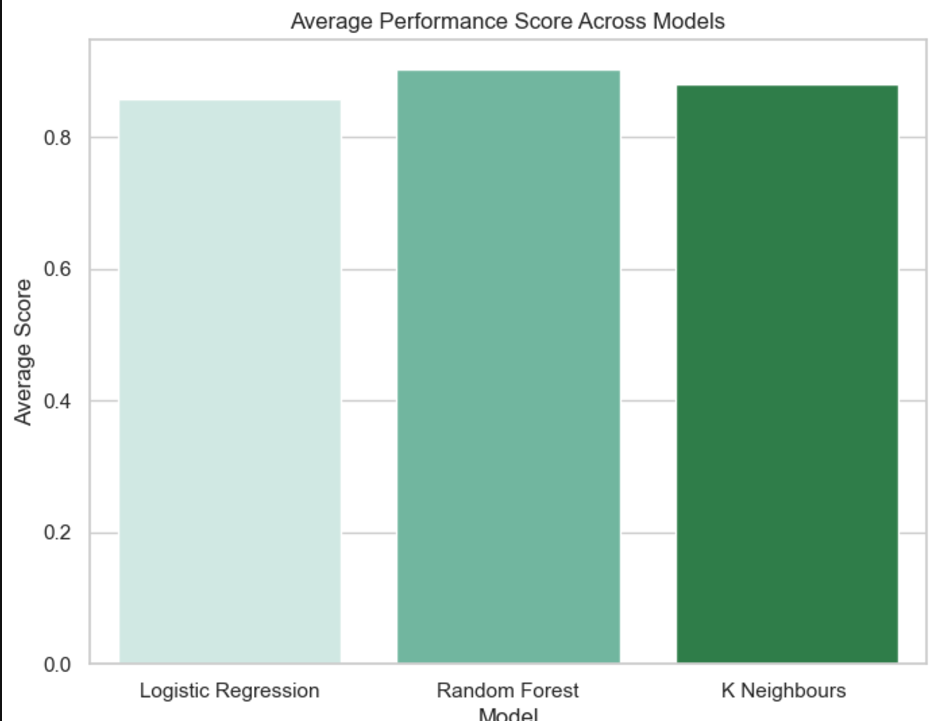 Average Performance Score Across Models
0.8
0.6
0.4
0.2
0.0
Average Score
Logistic Regression
Random Forest
K Neighbours
Model